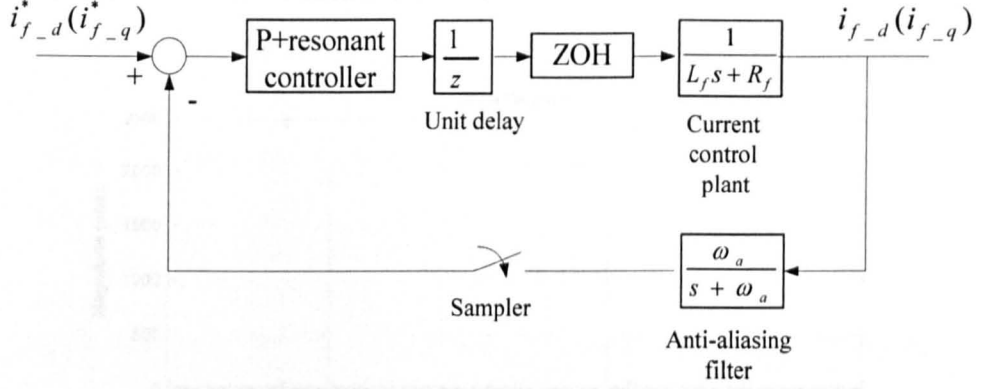 i*f_d(i*f_q)
+
-
P+resonant
controller
1
z
Unit delay
ZOH
1
Lfs+Rf
Current
control
plant
if_d(if_q)
ωa
s + ωa
Anti-aliasing
filter
Sampler